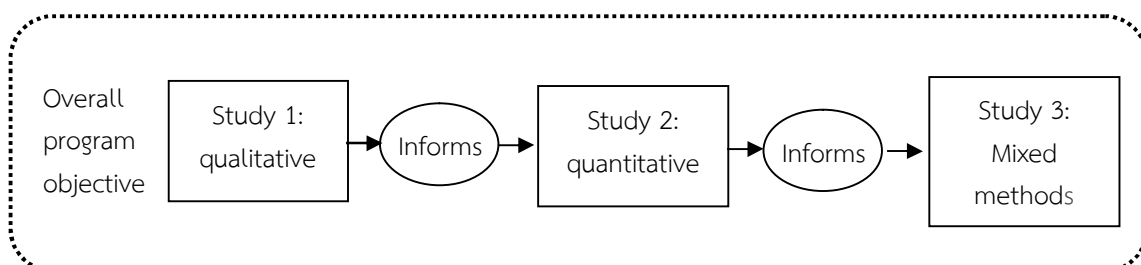 Overall
program
objective
Study 1:
qualitative
Informs
Study 2:
quantitative
Informs
Study 3:
Mixed
methods